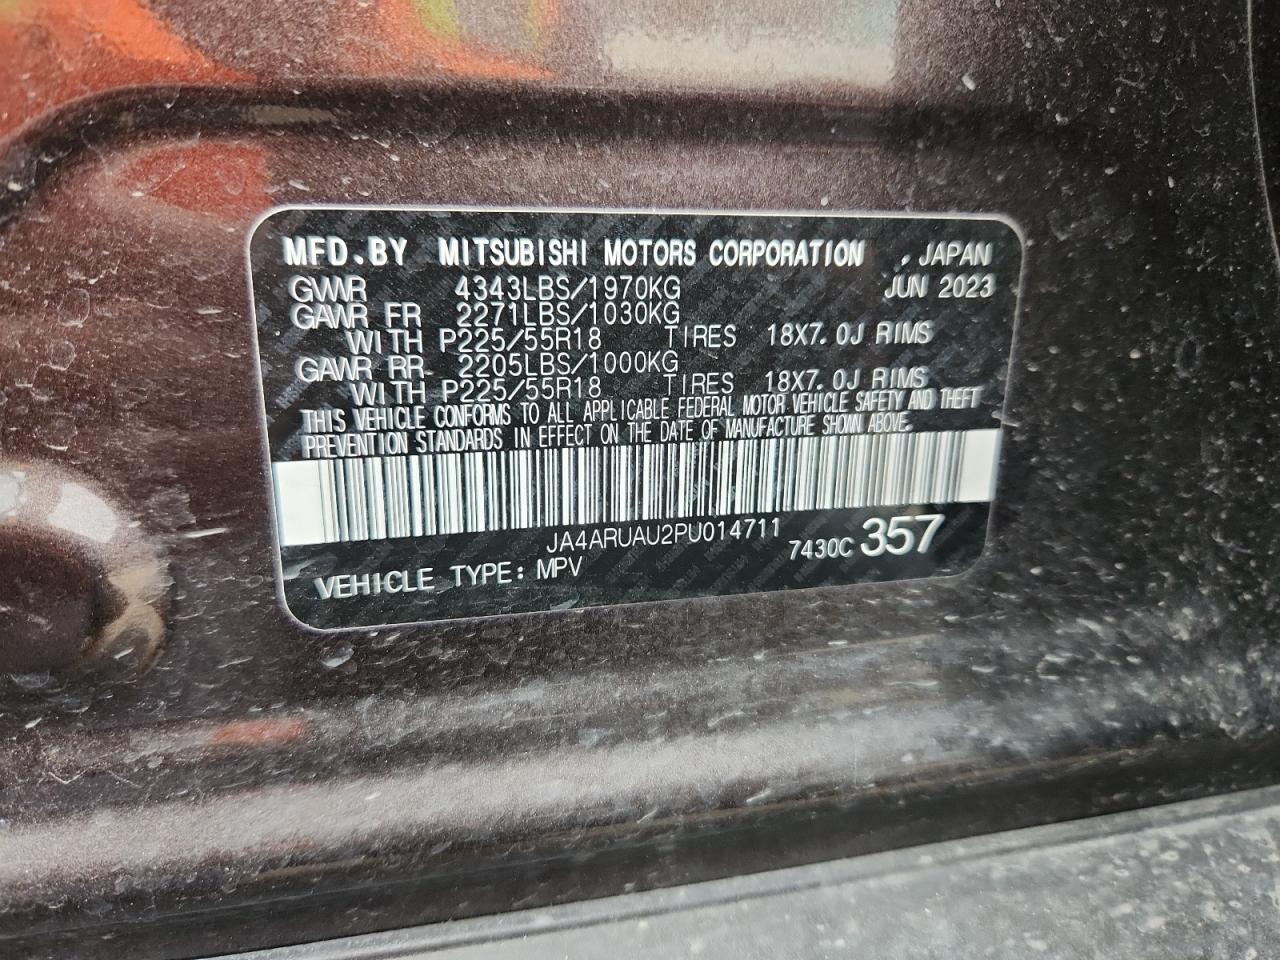 MFD.BY MITSUBISHI MOTORS CORPORATION , JAPAN
GWWR 4343LBS/1970KG JUN 2023
GAWR FR 2271LBS/1030KG
WITH P225/55R18 TIRES 18X7.0J RIMS
GAWR RR 2205LBS/1000KG
WITH P225/55R18 TIRES 18X7.0J RIMS
THIS VEHICLE CONFORMS TO ALL APPLICABLE FEDERAL MOTOR VEHICLE SAFETY AND THEFT
PREVENTION STANDARDS IN EFFECT ON THE DATE OF MANUFACTURE SHOWN ABOVE.
JA4ARUAU2PU014711 7430C 357
VEHICLE TYPE: MPV